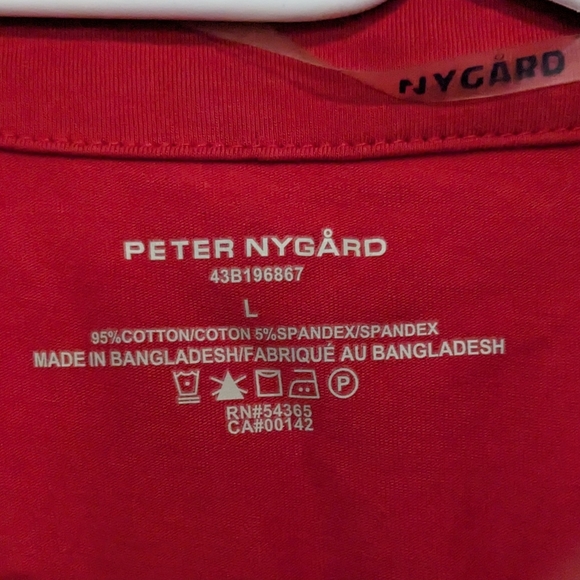 NYGÅRD
PETER NYGÅRD
43B196867
L
95%COTTON/COTON 5%SPANDEX/SPANDEX
MADE IN BANGLADESH/FABRIQUÉ AU BANGLADESH
P
RN#54365
CA#00142